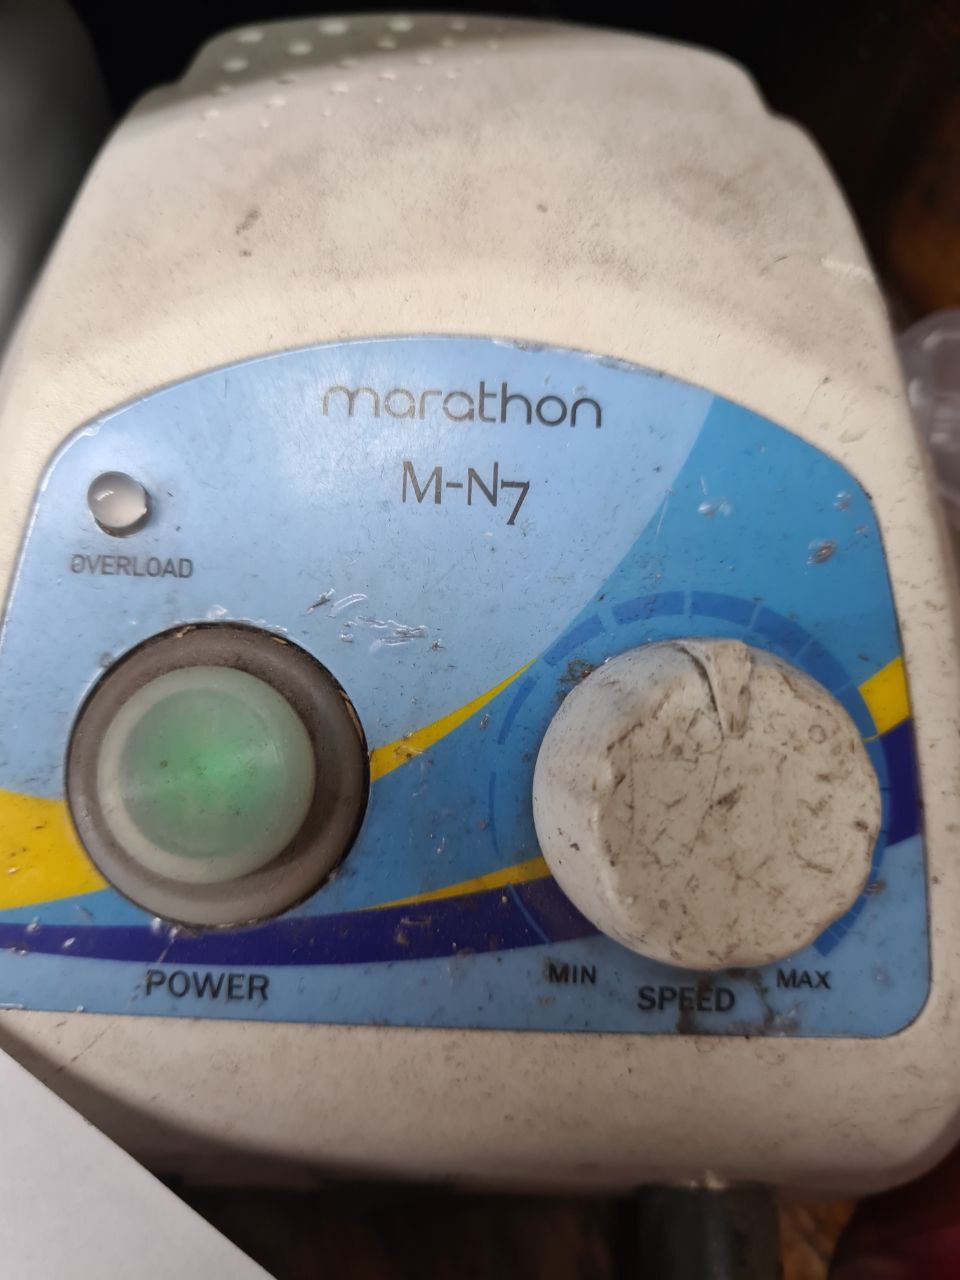 marathon
M-N7
OVERLOAD
POWER
MIN
MAX
SPEED